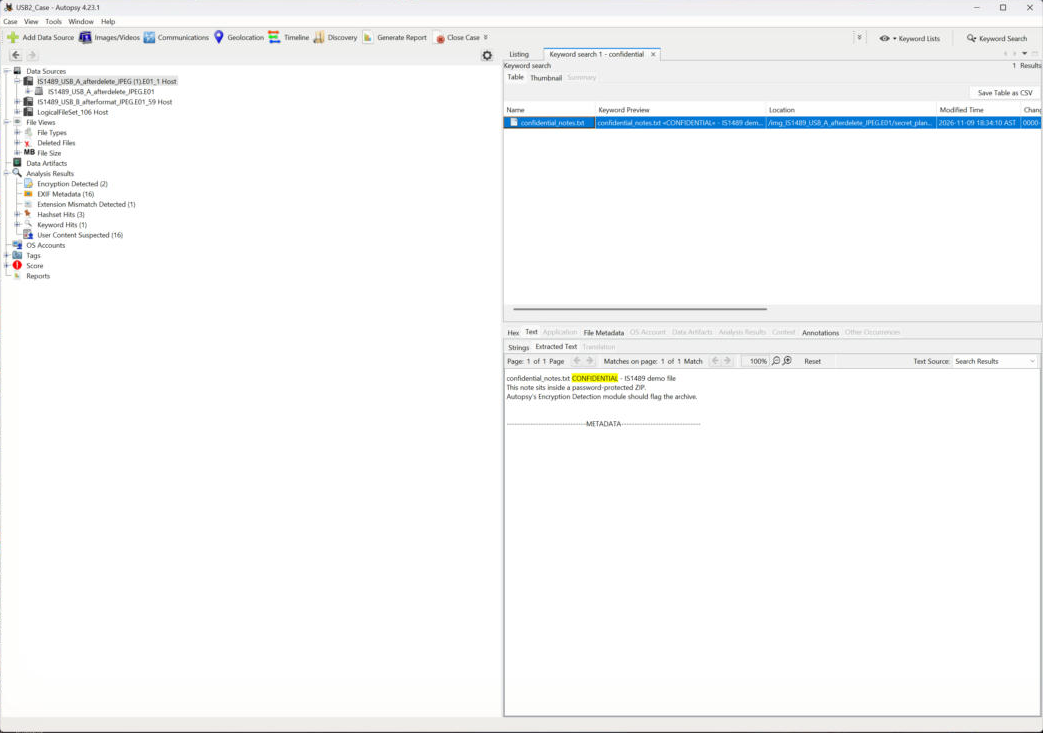 USB2_Case - Autopsy 4.23.1
Case View Tools Window Help
Add Data Source Images/Videos Communications Geolocation Timeline Discovery Generate Report Close Case Keyword Lists Keyword Search
Data Sources
IS1489_USB_A_afterdelete_JPEG (1).E01_1 Host
IS1489_USB_A_afterdelete_JPEG.E01
IS1489_USB_B_afterformat_JPEG.E01_59 Host
LogicalFileSet_106 Host
File Views
File Types
Deleted Files
MB File Size
Data Artifacts
Analysis Results
Encryption Detected (2)
EXIF Metadata (16)
Extension Mismatch Detected (1)
Hashset Hits (3)
Keyword Hits (1)
User Content Suspected (16)
OS Accounts
Tags
Score
Reports
Listing Keyword search 1 - confidential
Keyword search 1 Results
Table Thumbnail Summary
Save Table as CSV
Name Keyword Preview Location Modified Time Chang
confidential_notes.txt confidential_notes.txt «CONFIDENTIAL« - IS1489 dem... /img_IS1489_USB_A_afterdelete_JPEG.E01/secret_plan... 2026-11-09 18:34:10 AST 0000-
Hex Text Application File Metadata OS Account Data Artifacts Analysis Results Context Annotations Other Occurrences
Strings Extracted Text Translation
Page: 1 of 1 Page Matches on page: 1 of 1 Match 100% Reset Text Source: Search Results
confidential_notes.txt CONFIDENTIAL - IS1489 demo file
This note sits inside a password-protected ZIP.
Autopsy's Encryption Detection module should flag the archive.
------------------------------METADATA------------------------------